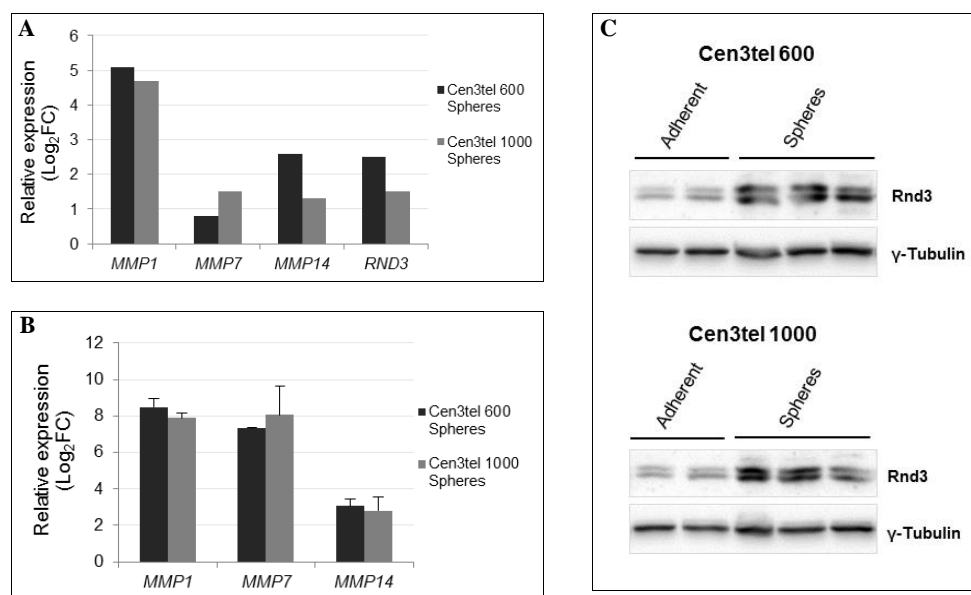 A
Relative expression
(Log₂FC)
6
5
4
3
2
1
0
MMP1 MMP7 MMP14 RND3
Cen3tel 600
Spheres
Cen3tel 1000
Spheres
B
Relative expression
(Log₂FC)
12
10
8
6
4
2
0
MMP1 MMP7 MMP14
Cen3tel 600
Spheres
Cen3tel 1000
Spheres
C
Cen3tel 600
Adherent Spheres
Rnd3
γ-Tubulin
Cen3tel 1000
Adherent Spheres
Rnd3
γ-Tubulin